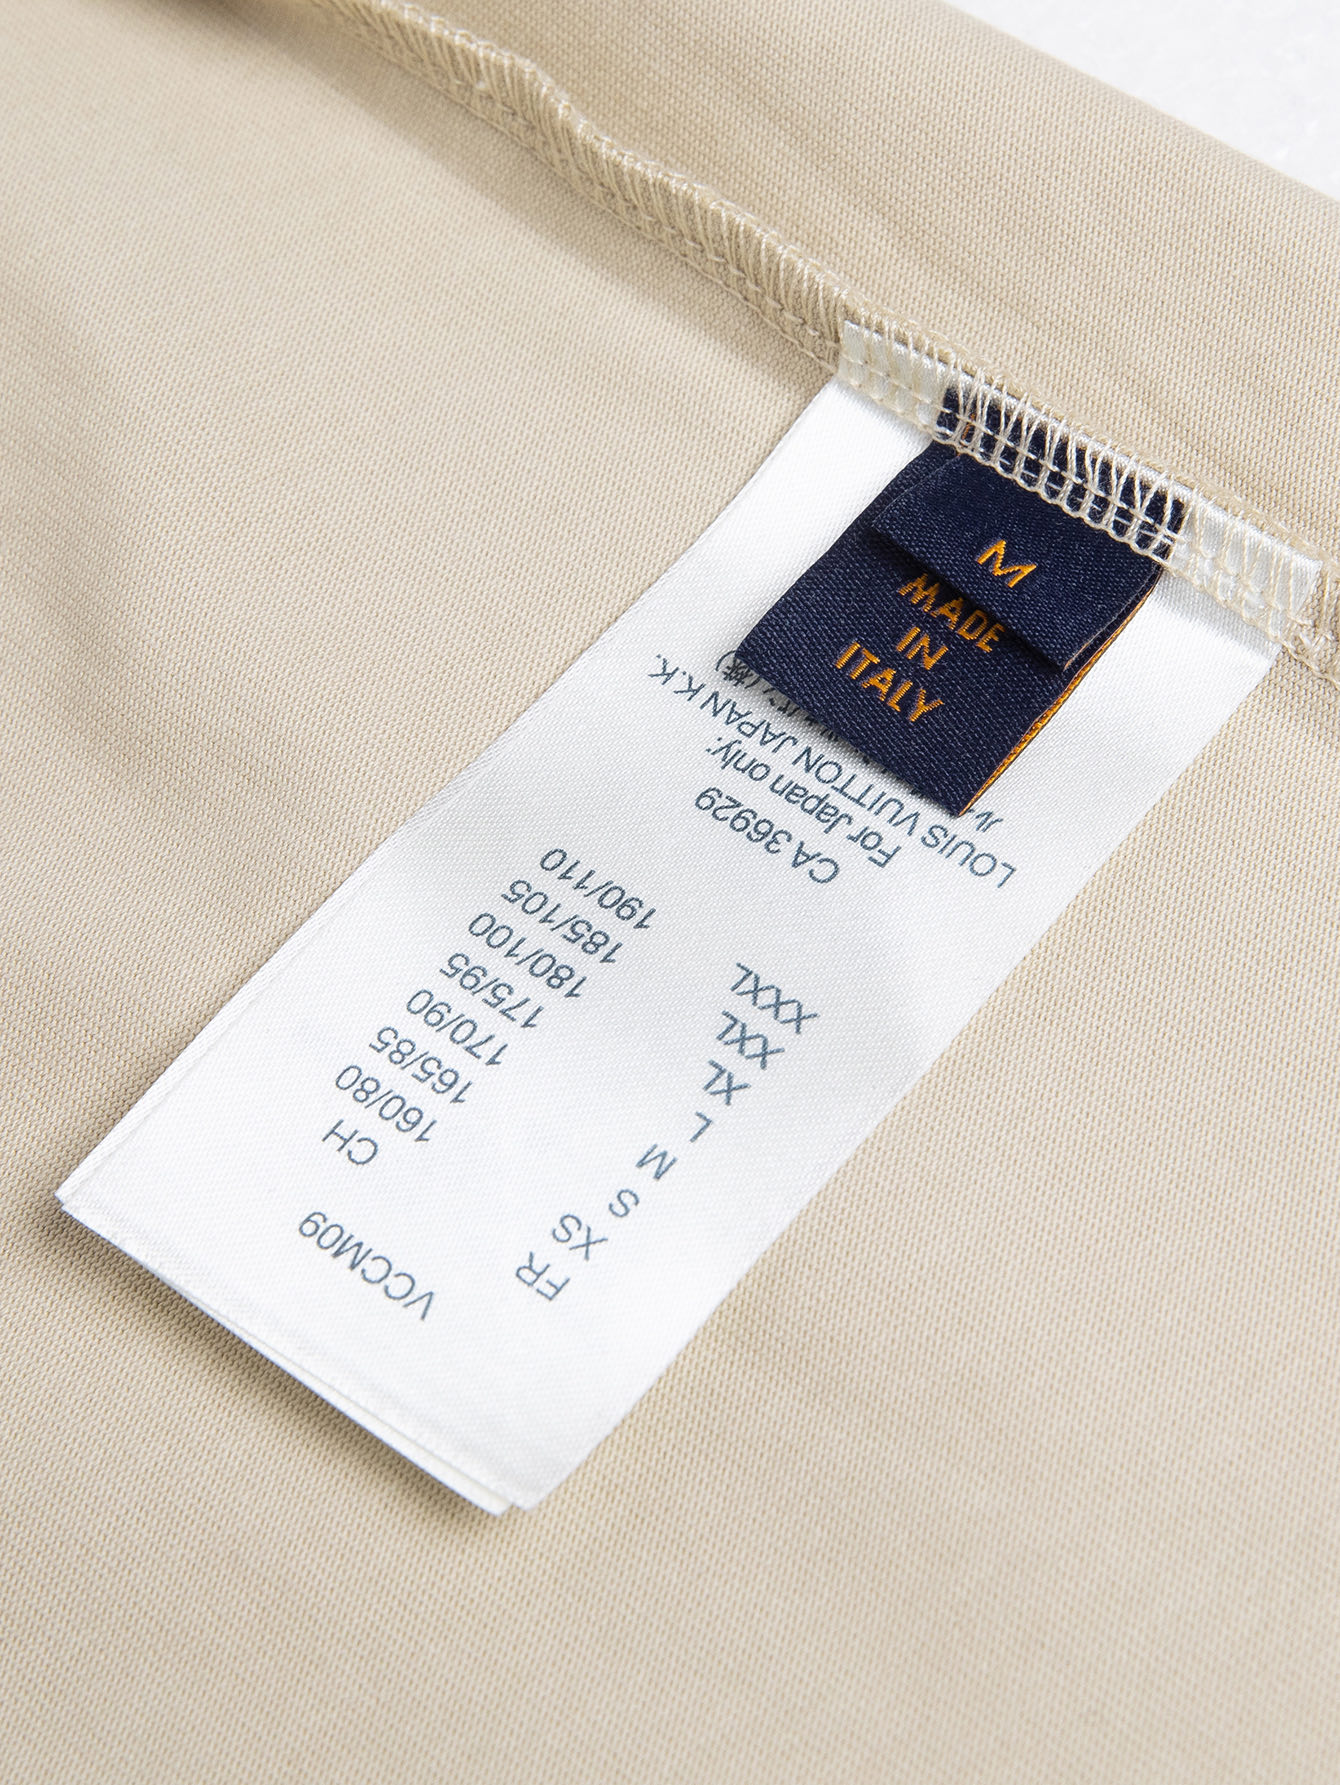 M
MADE
IN
ITALY
VCCM09
FR CH
XS 160/80
S 165/85
M 170/90
L 175/95
XL 180/100
XXL 185/105
XXXL 190/110
CA 36929
For Japan only:
LOUIS VUITTON JAPAN K.K.